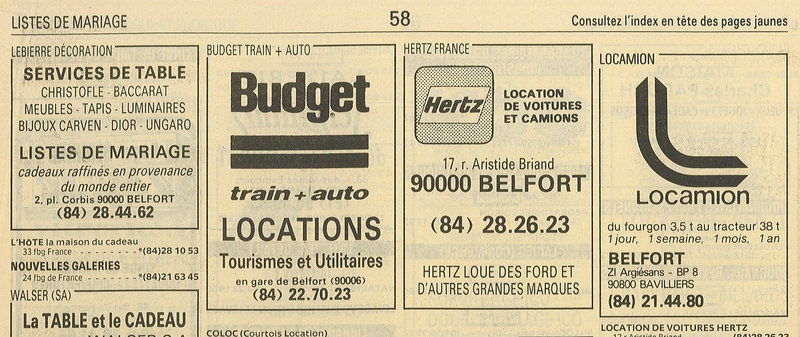 LISTES DE MARIAGE
58
Consultez l'index en tête des pages jaunes
LEBIERRE DÉCORATION
SERVICES DE TABLE
CHRISTOFLE - BACCARAT
MEUBLES - TAPIS - LUMINAIRES
BIJOUX CARVEN - DIOR - UNGARO
LISTES DE MARIAGE
cadeaux raffinés en provenance
du monde entier
2, pl. Corbis 90000 BELFORT
(84) 28.44.62
L'HÔTE la maison du cadeau
33 fbg France - - - - - - - - *(84)28 10 53
NOUVELLES GALERIES
24 fbg de France - - - - - - *(84)21 63 45
WALSER (SA)
La TABLE et le CADEAU
WALSER S.A.
BUDGET TRAIN + AUTO
Budget
train + auto
LOCATIONS
Tourismes et Utilitaires
en gare de Belfort (90006)
(84) 22.70.23
COLOC (Courtois Location)
HERTZ FRANCE
Hertz
LOCATION
DE VOITURES
ET CAMIONS
17, r. Aristide Briand
90000 BELFORT
(84) 28.26.23
HERTZ LOUE DES FORD ET
D'AUTRES GRANDES MARQUES
LOCAMION
LOCAMION
du fourgon 3,5 t au tracteur 38 t
1 jour, 1 semaine, 1 mois, 1 an
BELFORT
ZI Argiésans - BP 8
90800 BAVILLIERS
(84) 21.44.80
LOCATION DE VOITURES HERTZ
17 r Aristide Briand (84)28 26 23